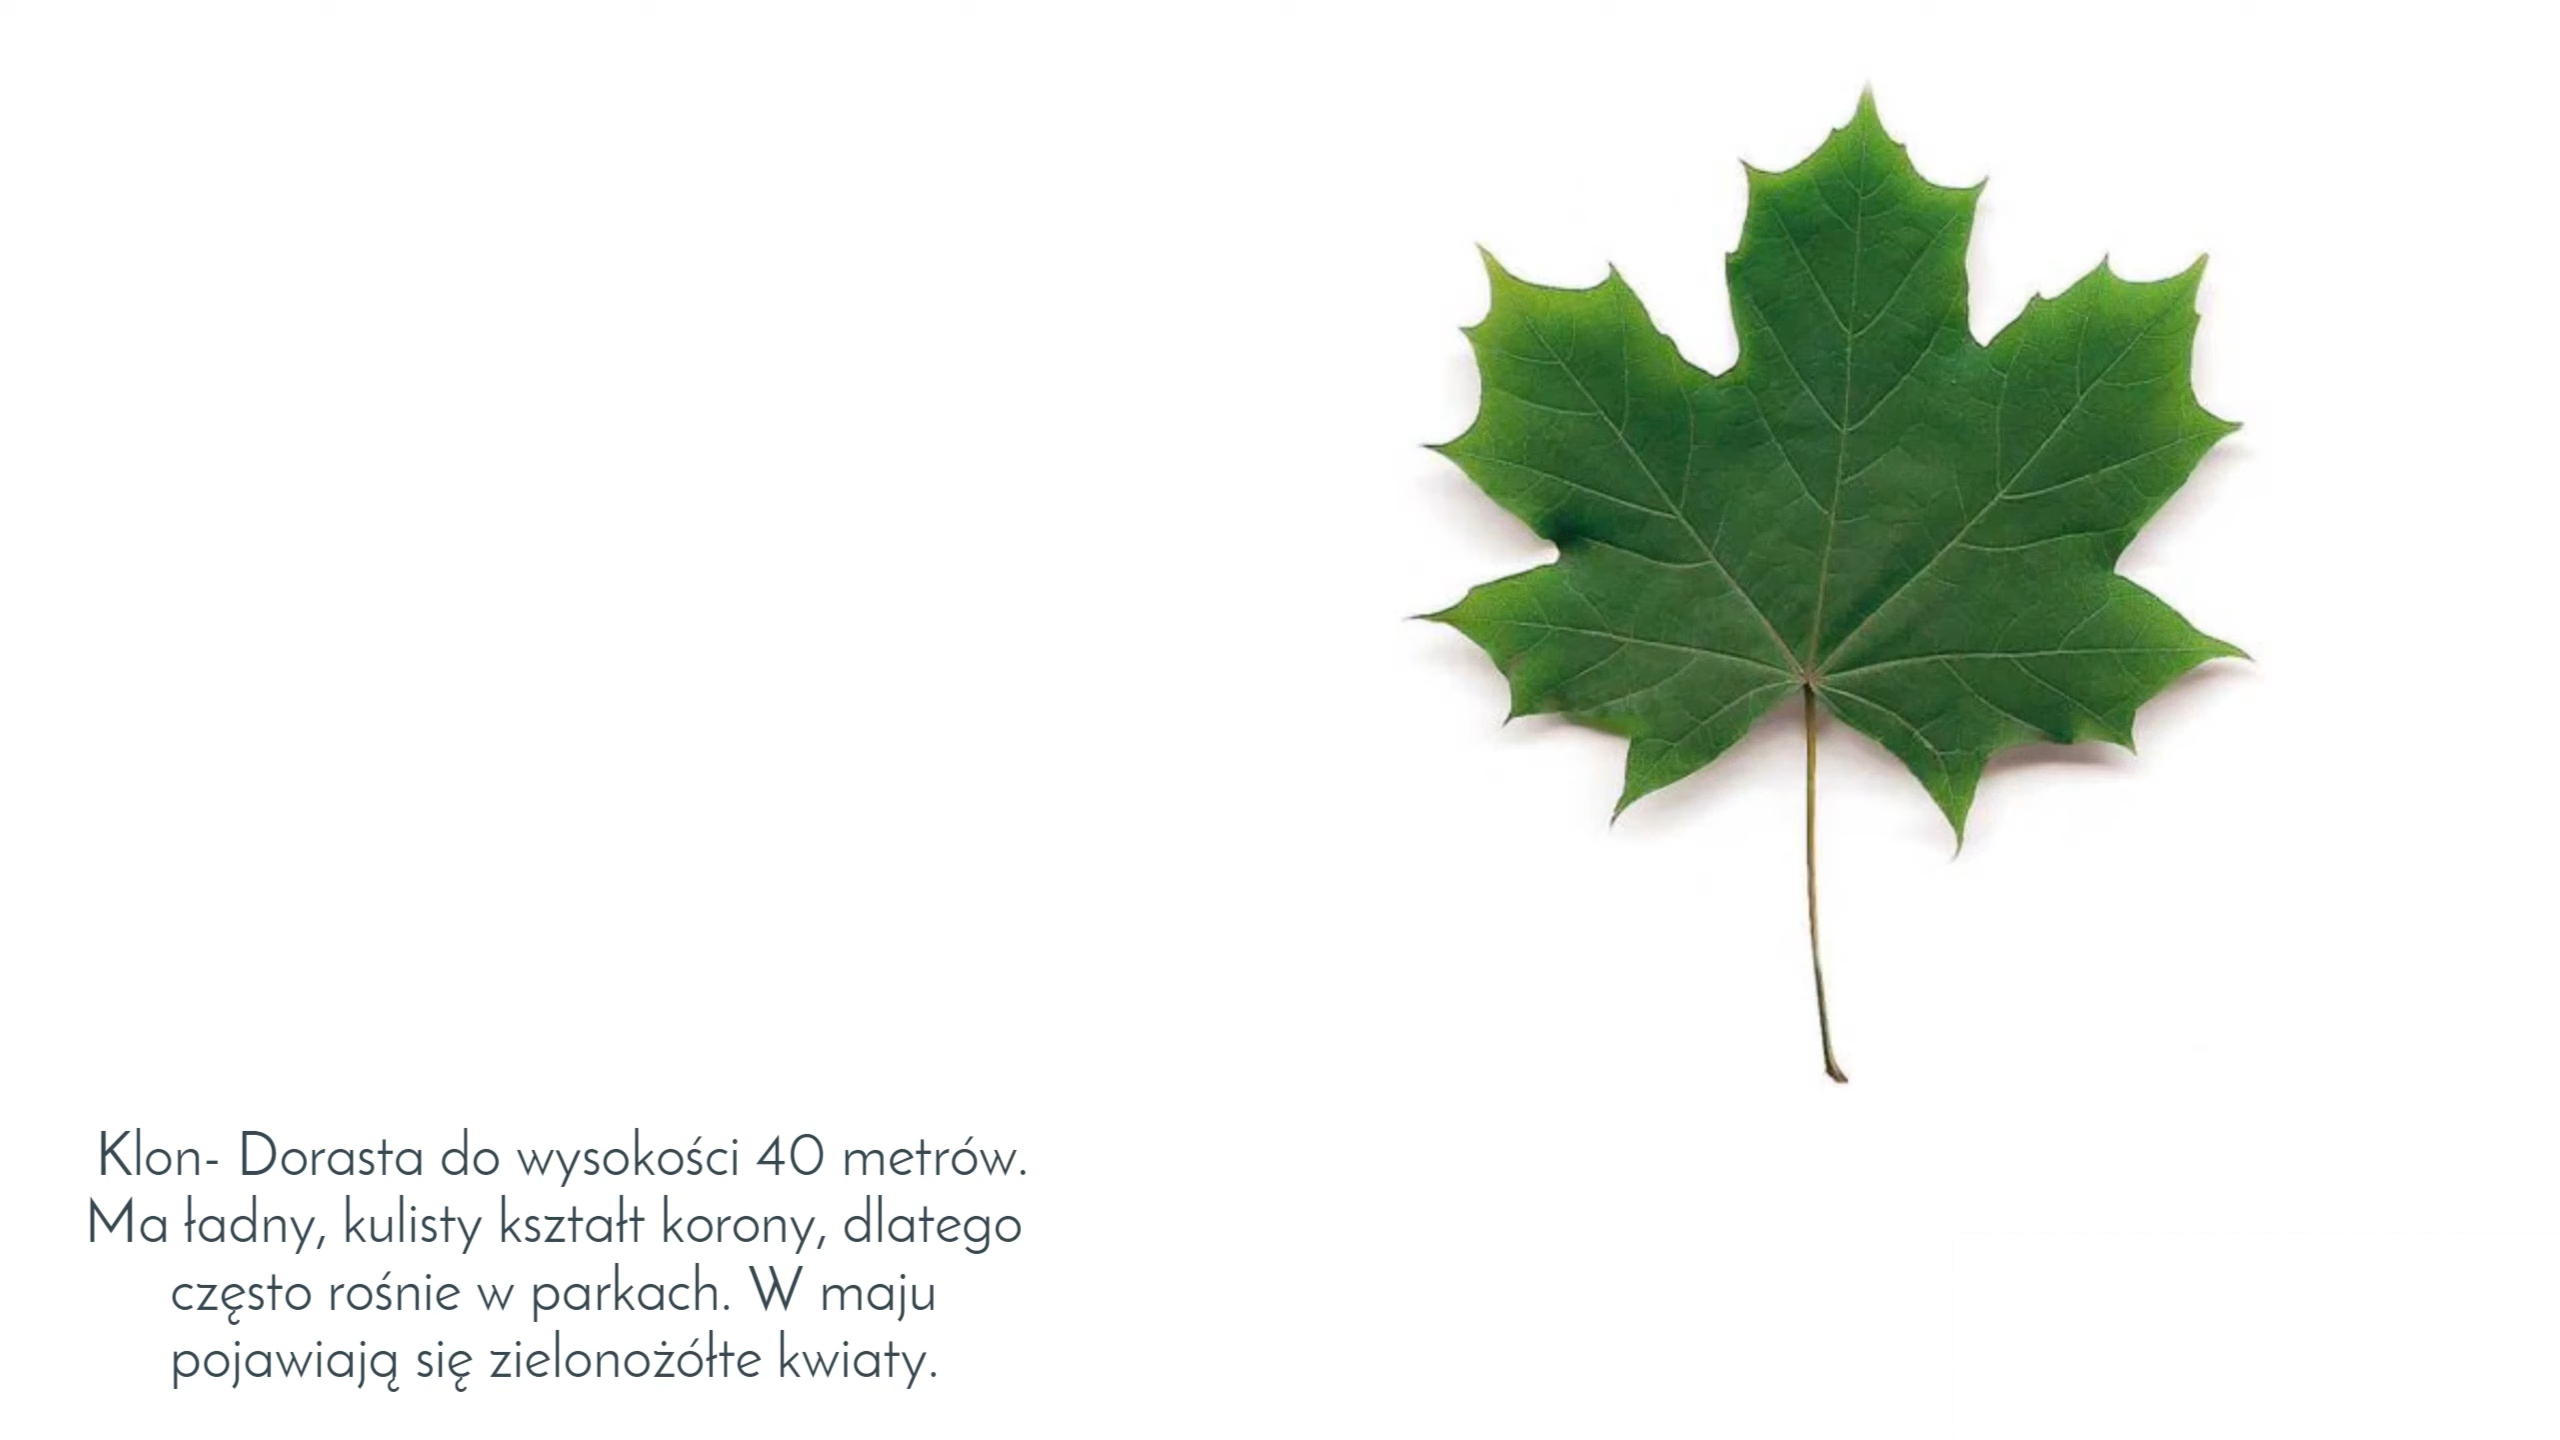 Klon- Dorasta do wysokości 40 metrów.
Ma ładny, kulisty kształt korony, dlatego
często rośnie w parkach. W maju
pojawiają się zielonożółte kwiaty.